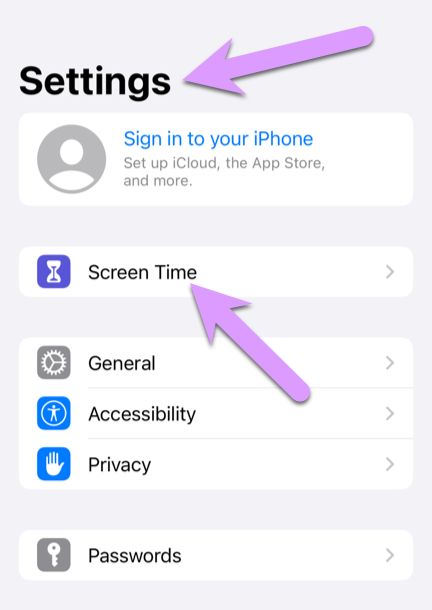 Settings
Sign in to your iPhone
Set up iCloud, the App Store,
and more.
Screen Time
General
Accessibility
Privacy
Passwords